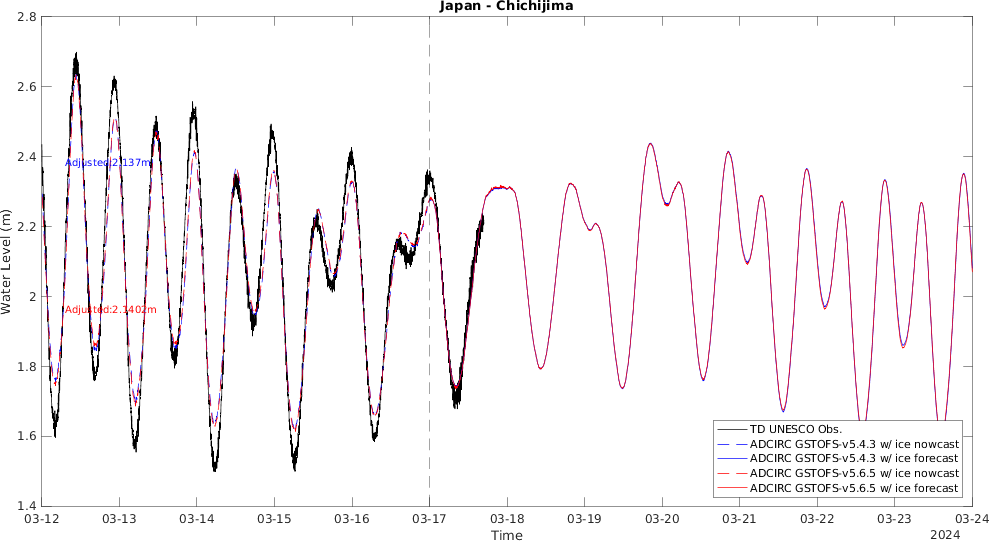 Japan - Chichijima
2.8
2.6
2.4
2.2
2
1.8
1.6
1.4
Water Level (m)
Adjusted:2.137m
Adjusted:2.1402m
TD UNESCO Obs.
ADCIRC GSTOFS-v5.4.3 w/ ice nowcast
ADCIRC GSTOFS-v5.4.3 w/ ice forecast
ADCIRC GSTOFS-v5.6.5 w/ ice nowcast
ADCIRC GSTOFS-v5.6.5 w/ ice forecast
03-12 03-13 03-14 03-15 03-16 03-17 03-18 03-19 03-20 03-21 03-22 03-23 03-24
Time
2024